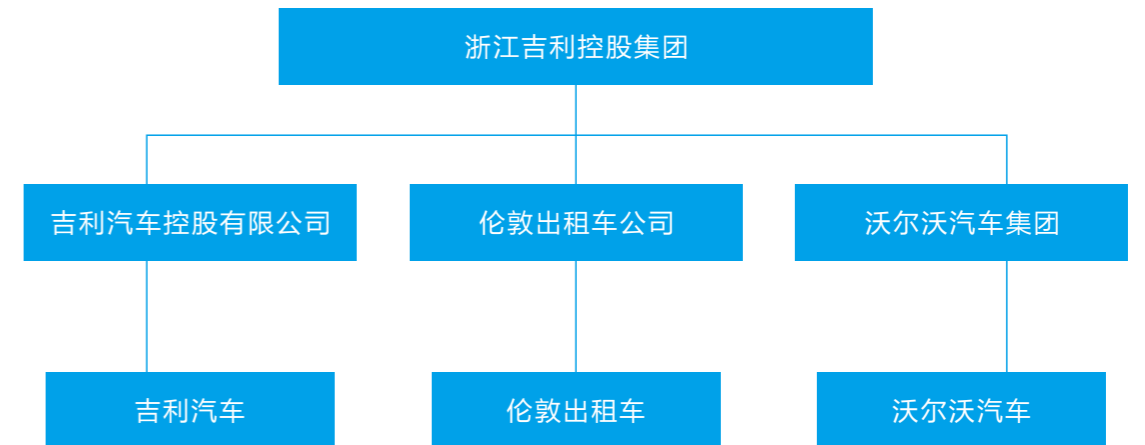 浙江吉利控股集团
吉利汽车控股有限公司
伦敦出租车公司
沃尔沃汽车集团
吉利汽车
伦敦出租车
沃尔沃汽车